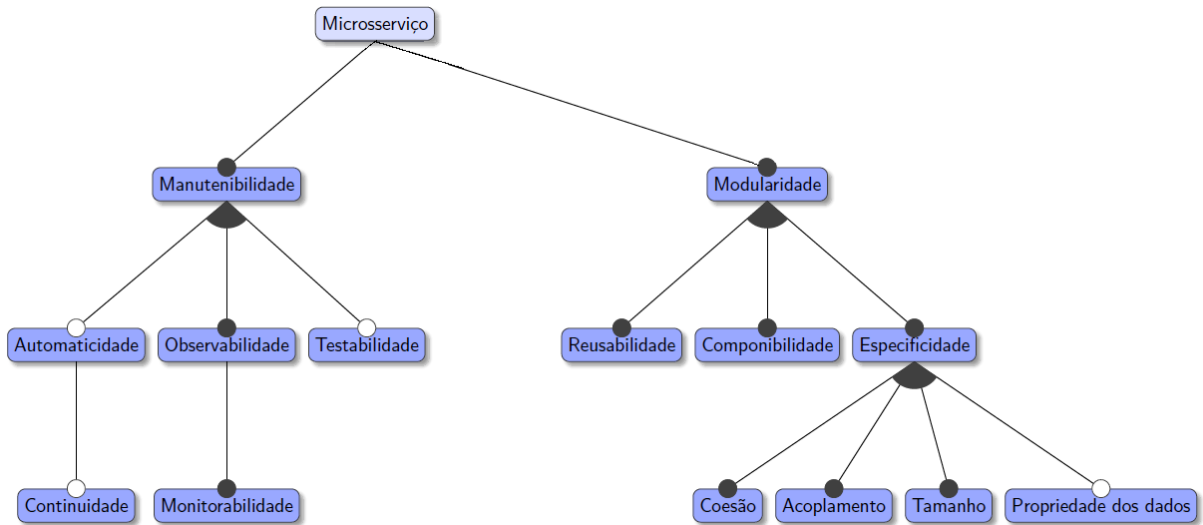 Microsserviço
Manutenibilidade
Modularidade
Automaticidade
Observabilidade
Testabilidade
Reusabilidade
Componibilidade
Especificidade
Continuidade
Monitorabilidade
Coesão
Acoplamento
Tamanho
Propriedade dos dados